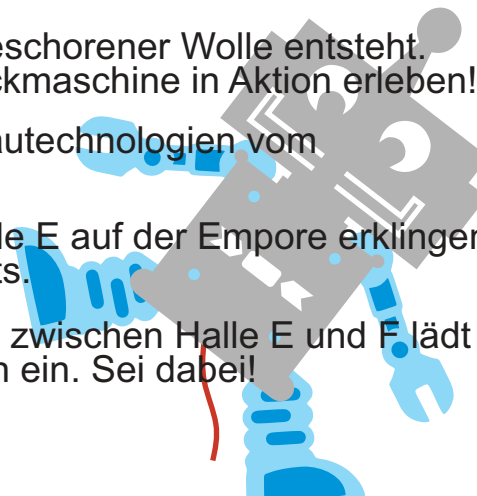 eschorener Wolle entsteht.
ckmaschine in Aktion erleben!
autechnologien vom
le E auf der Empore erklingen
ts.
zwischen Halle E und F lädt
n ein. Sei dabei!